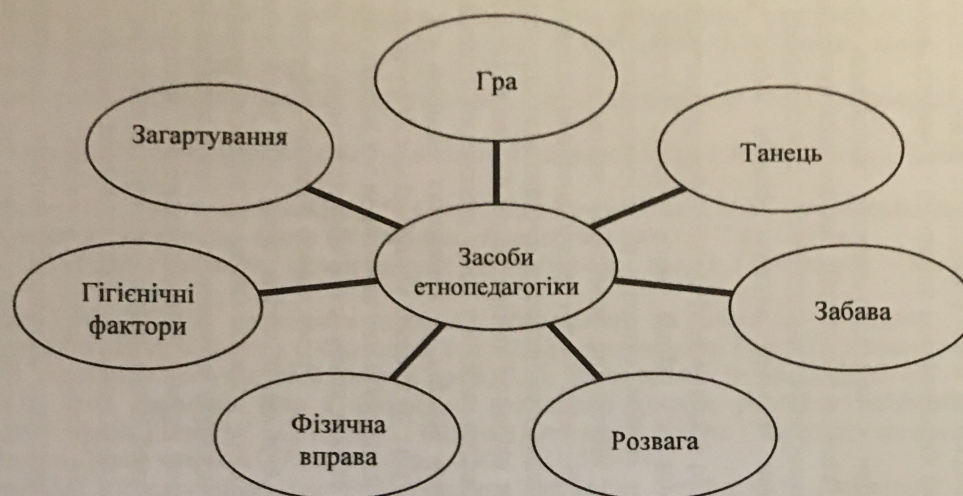 Гра
Загартування
Танець
Засоби
етнопедагогіки
Гігієнічні
фактори
Забава
Фізична
вправа
Розвага